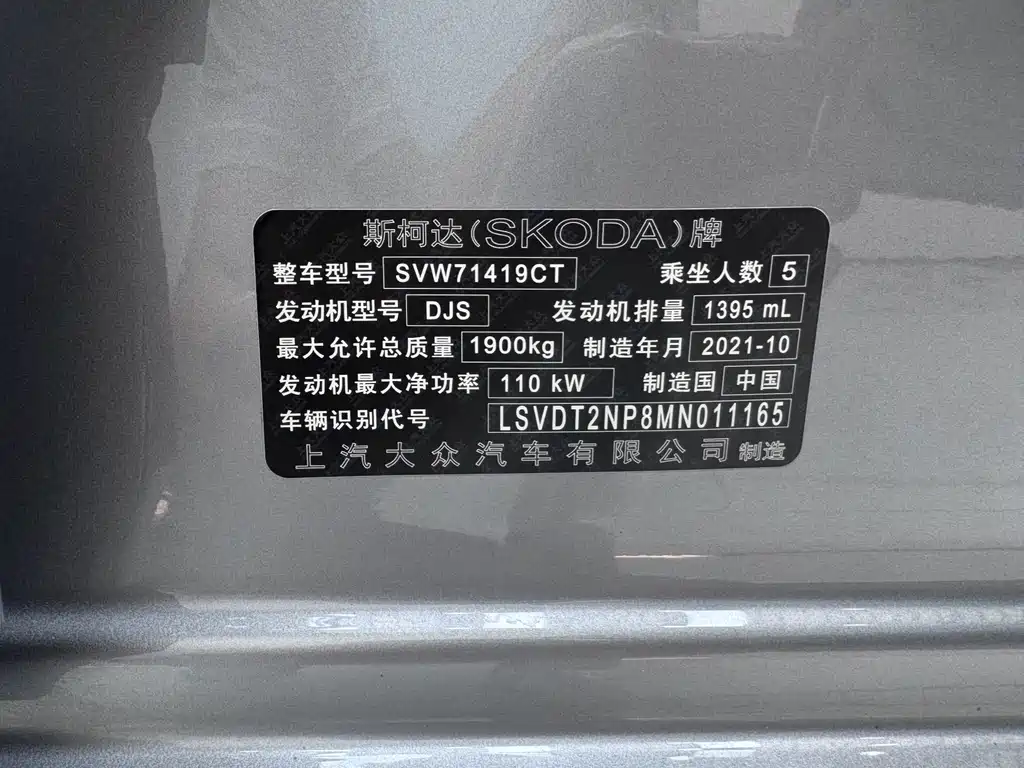 斯柯达(SKODA)牌
整车型号 SVW71419CT 乘坐人数 5
发动机型号 DJS 发动机排量 1395 mL
最大允许总质量 1900kg 制造年月 2021-10
发动机最大净功率 110 kW 制造国 中国
车辆识别代号 LSVDT2NP8MN011165
上汽大众汽车有限公司 制造